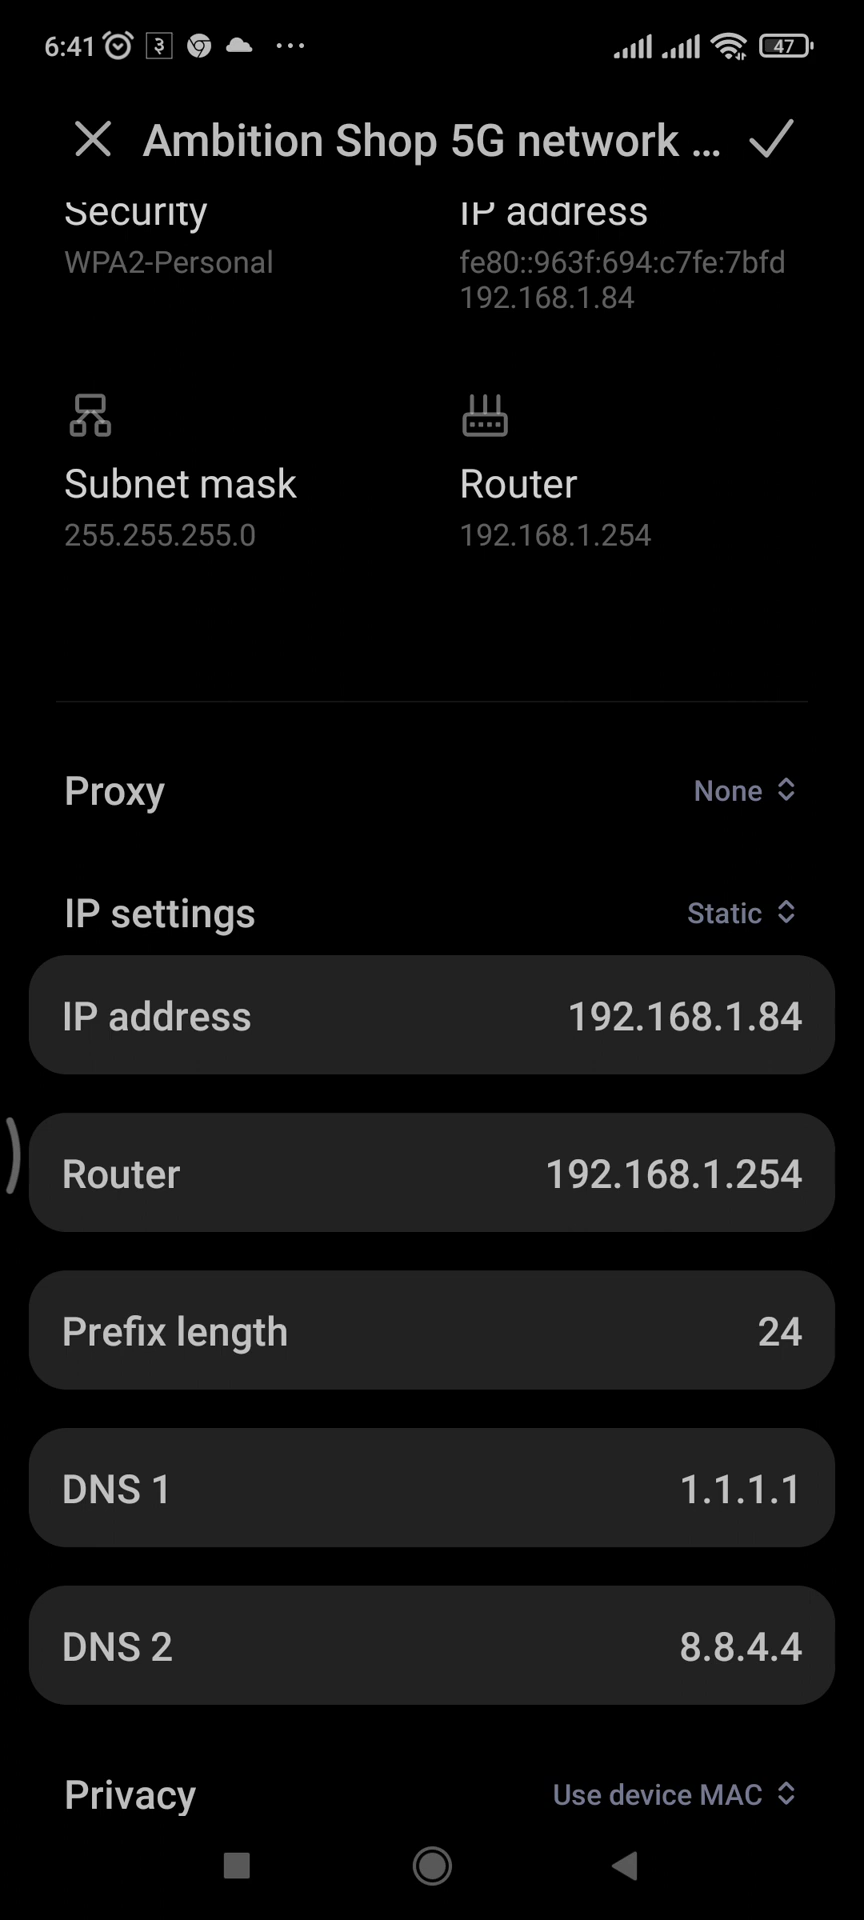 6:41 ३ ... 47
Ambition Shop 5G network ...
Security
WPA2-Personal
IP address
fe80::963f:694:c7fe:7bfd
192.168.1.84
Subnet mask
255.255.255.0
Router
192.168.1.254
Proxy None
IP settings Static
IP address 192.168.1.84
Router 192.168.1.254
Prefix length 24
DNS 1 1.1.1.1
DNS 2 8.8.4.4
Privacy Use device MAC